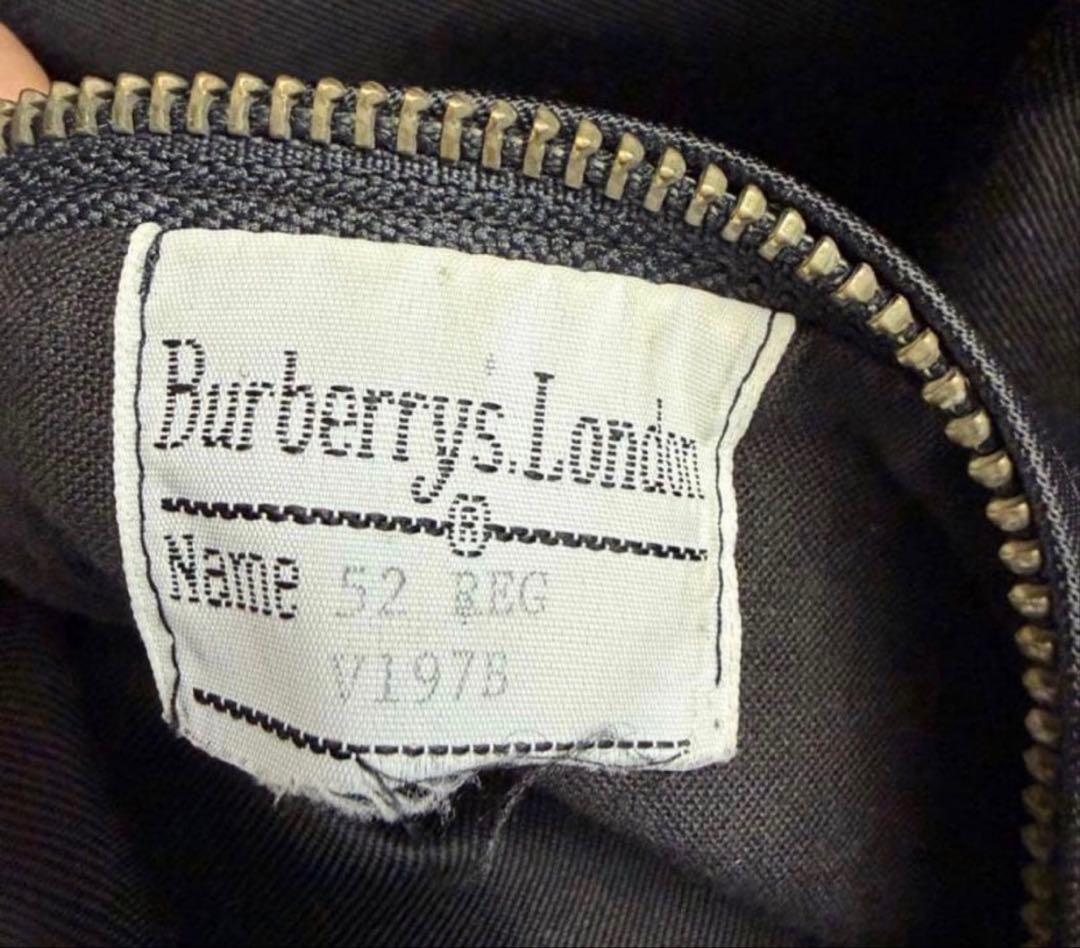 Burberrys.London
®
Name 52 REG
V197B